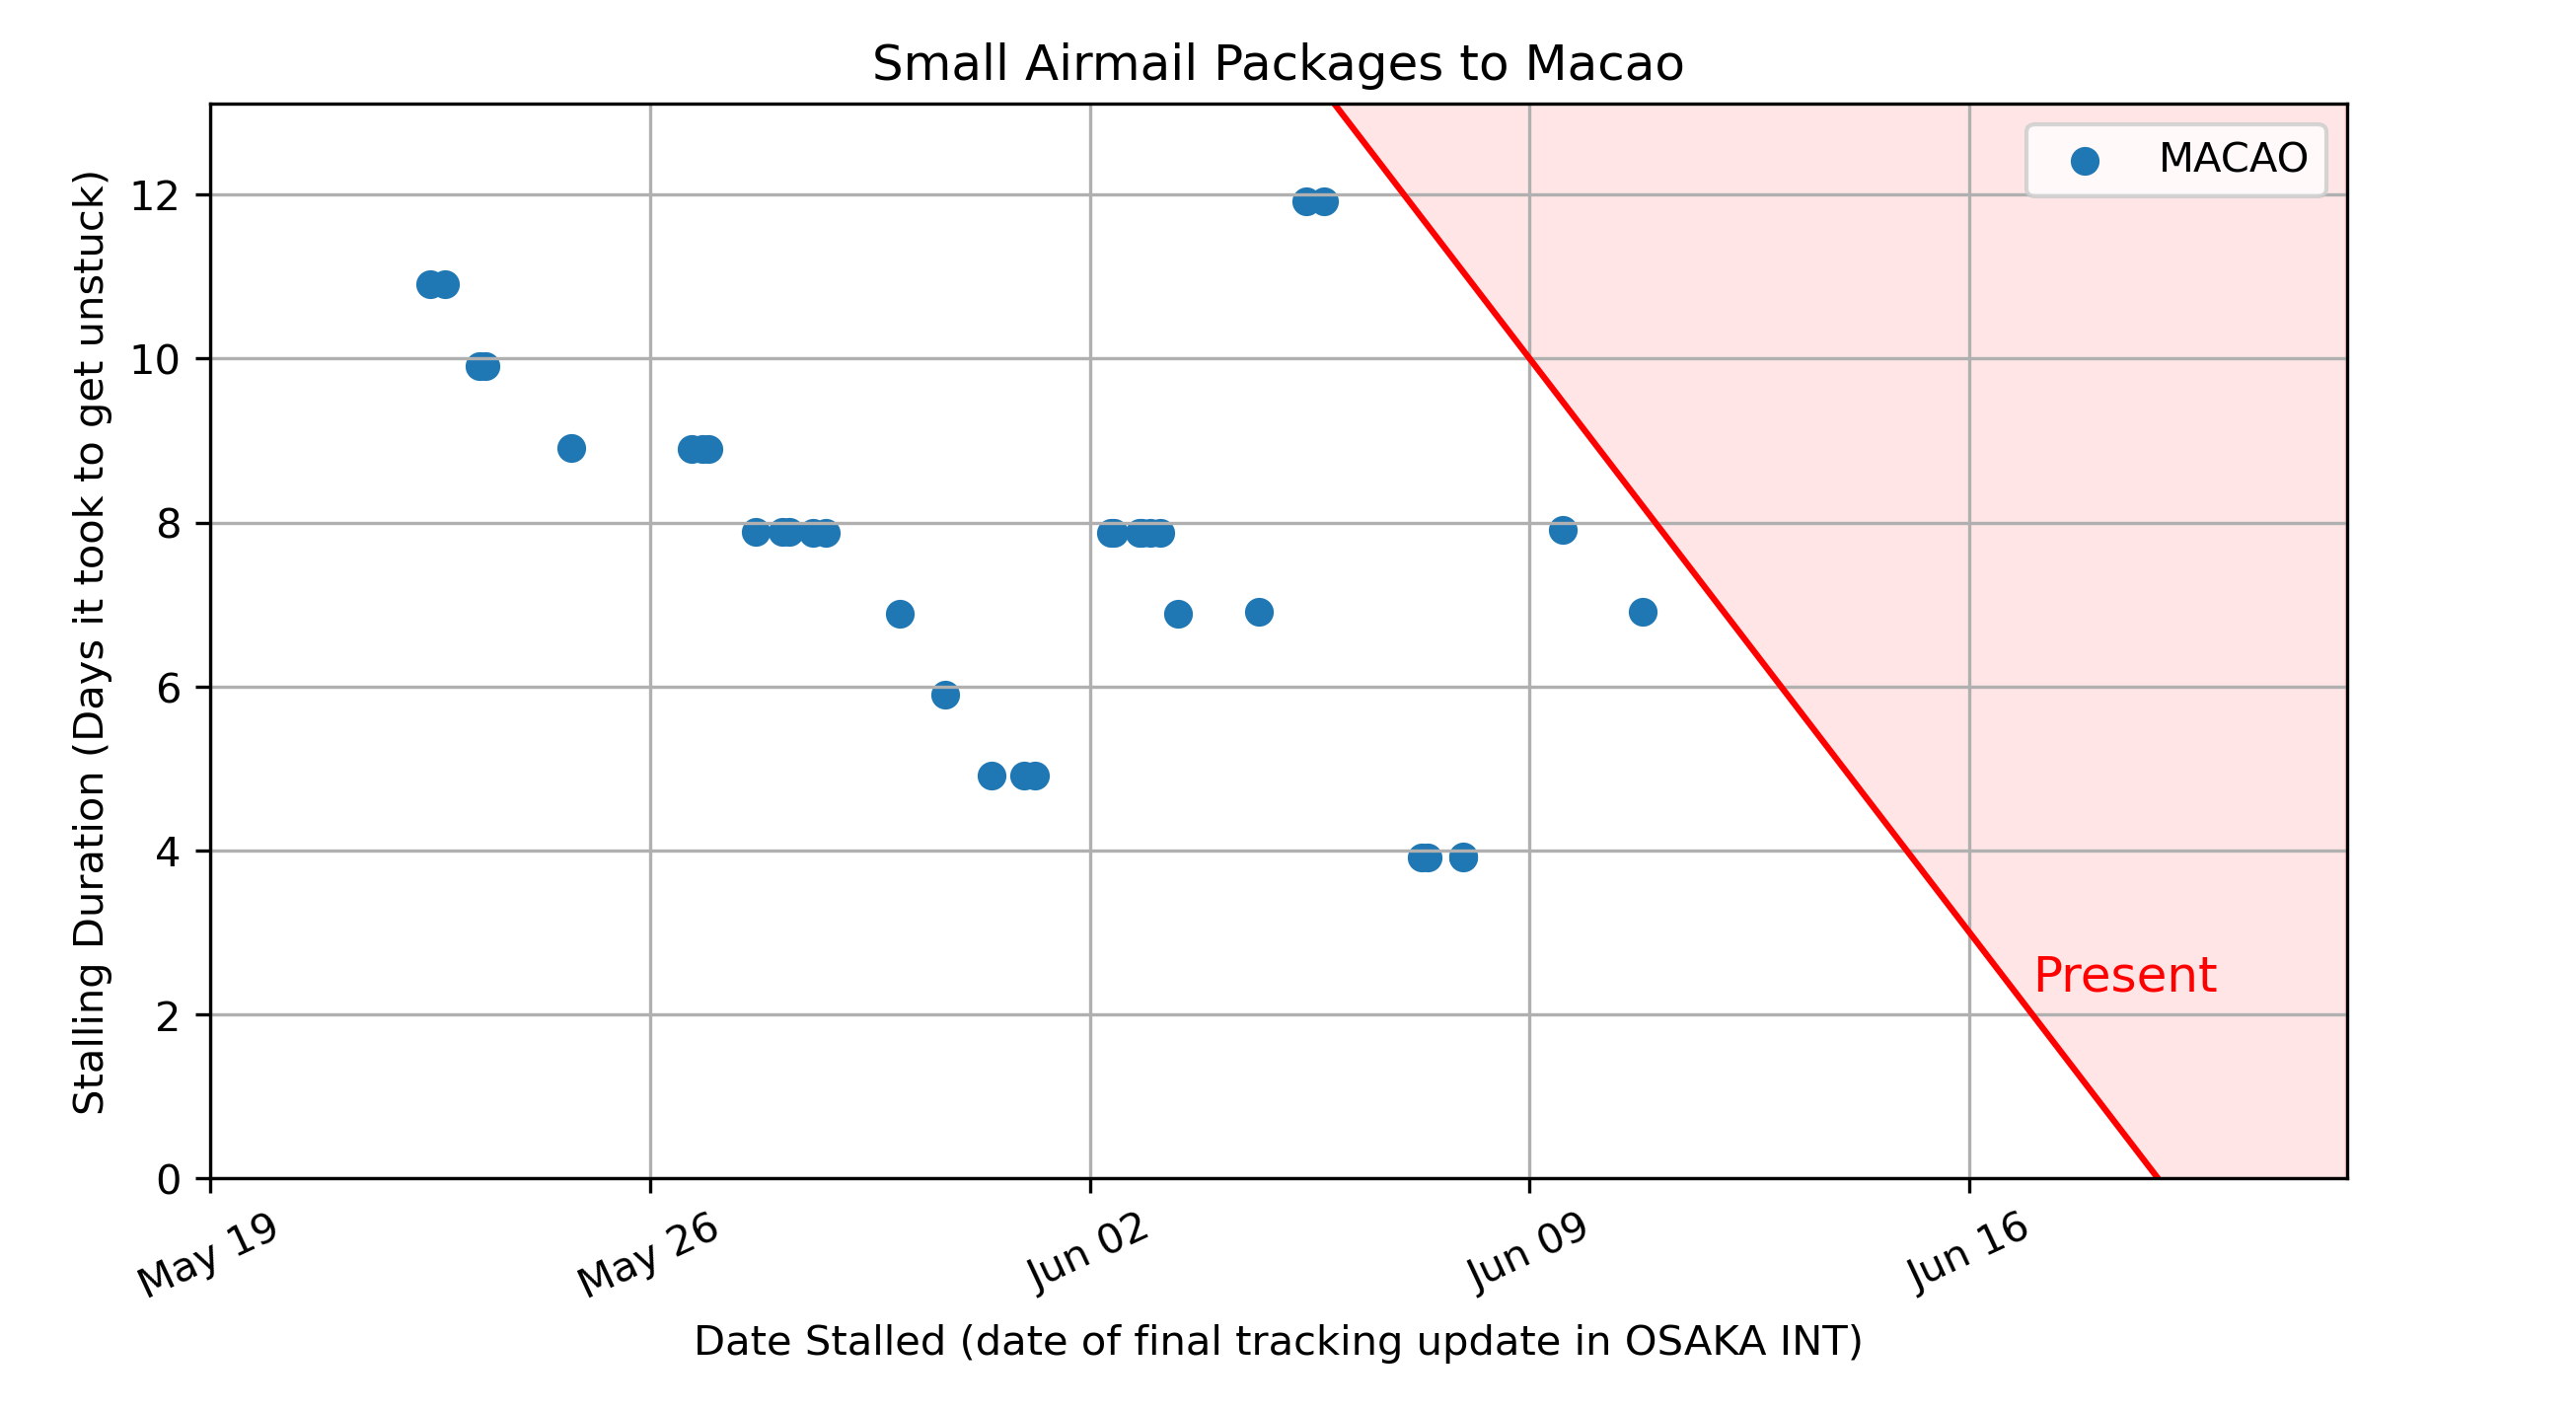 Small Airmail Packages to Macao
MACAO
Stalling Duration (Days it took to get unstuck)
12
10
8
6
4
2
0
Present
May 19
May 26
Jun 02
Jun 09
Jun 16
Date Stalled (date of final tracking update in OSAKA INT)